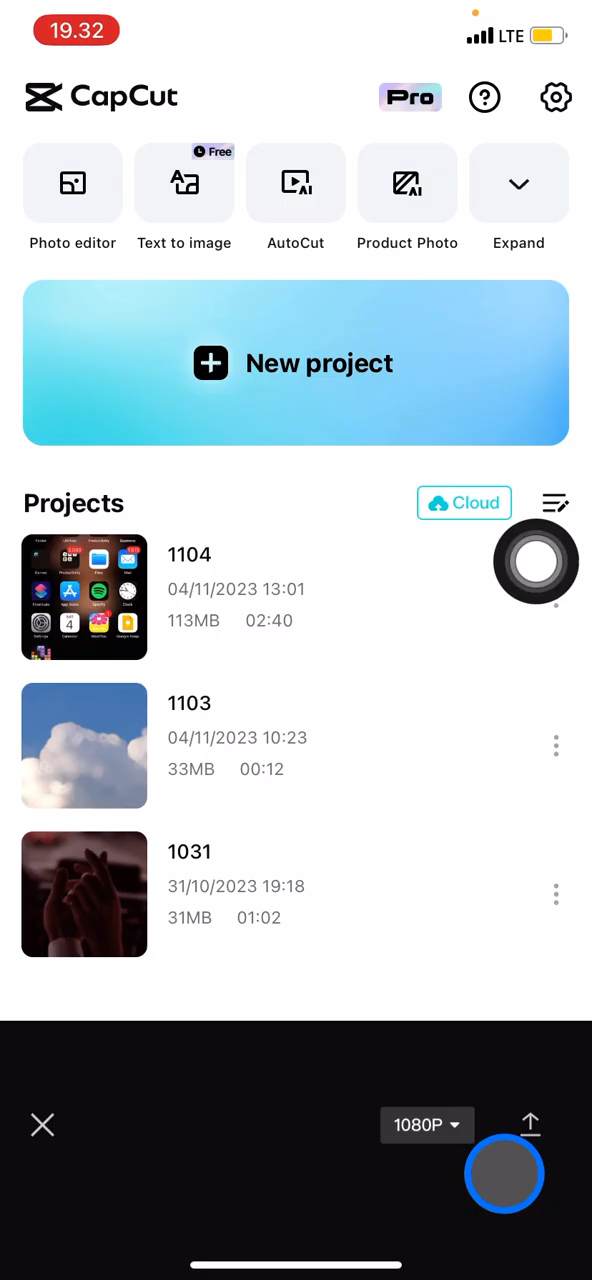 19.32
LTE
CapCut
Pro
Free
Photo editor
Text to image
AutoCut
Product Photo
Expand
New project
Projects
Cloud
1104
04/11/2023 13:01
113MB 02:40
1103
04/11/2023 10:23
33MB 00:12
1031
31/10/2023 19:18
31MB 01:02
1080P